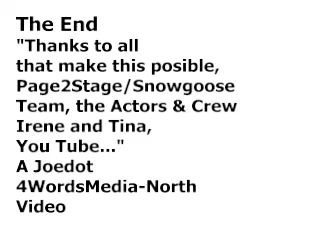 The End
"Thanks to all
that make this posible,
Page2Stage/Snowgoose
Team, the Actors & Crew
Irene and Tina,
You Tube..."
A Joedot
4WordsMedia-North
Video